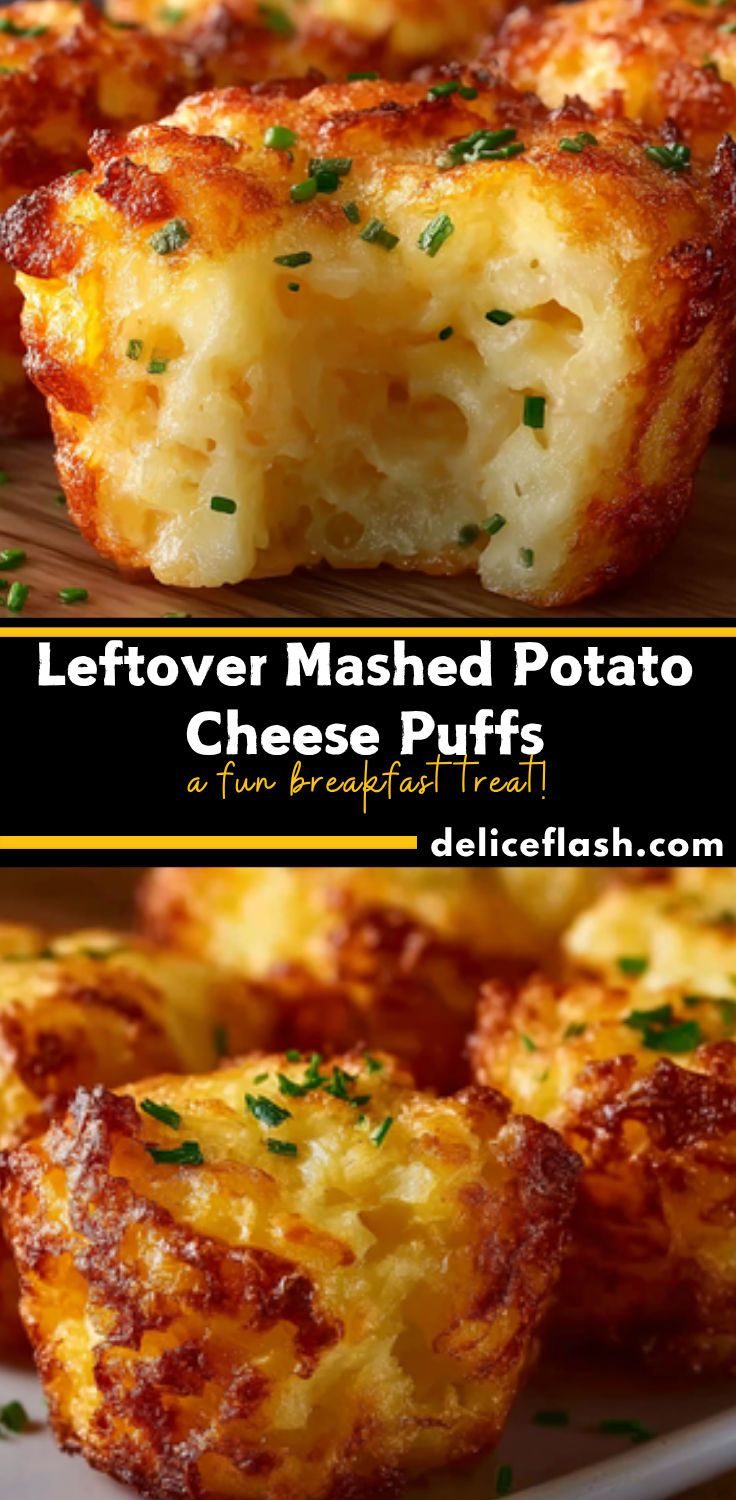 Leftover Mashed Potato
Cheese Puffs
a fun breakfast treat!
deliceflash.com